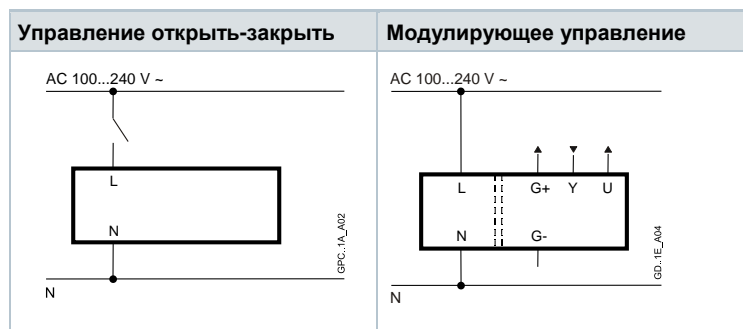 Управление открыть-закрыть
Модулирующее управление
AC 100...240 V ~
L
N
N
GPC..1A_A02
AC 100...240 V ~
L G+ Y U
N G-
N
GD..1E_A04